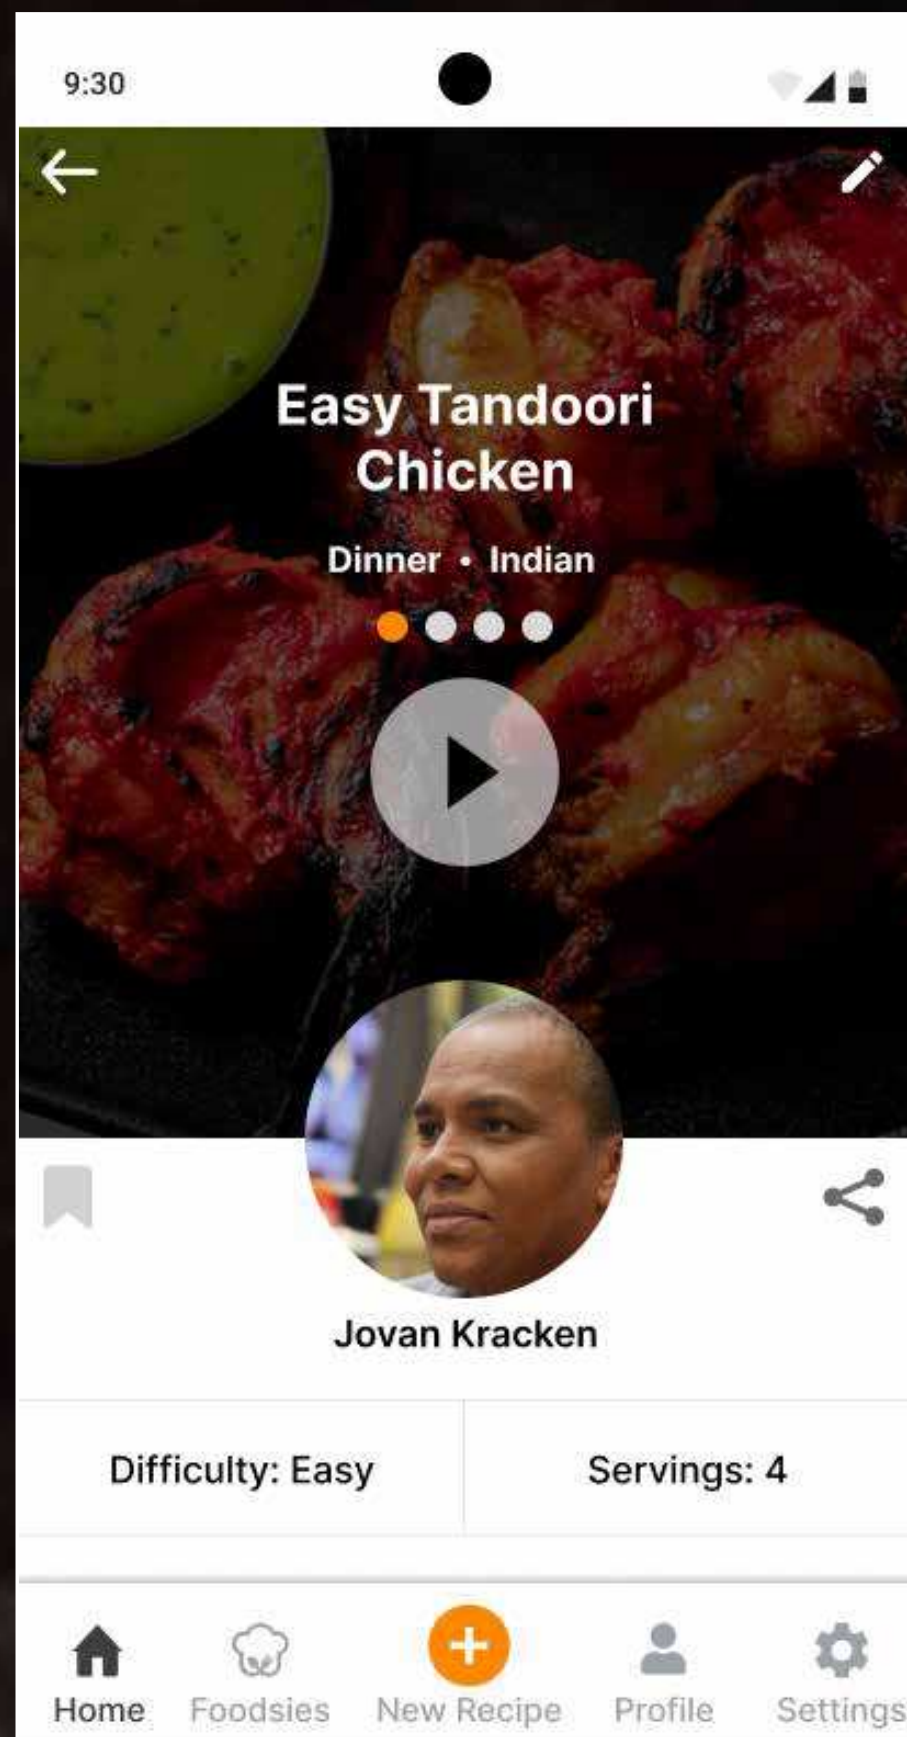 9:30
Easy Tandoori
Chicken
Dinner • Indian
Jovan Kracken
Difficulty: Easy
Servings: 4
Home
Foodsies
New Recipe
Profile
Settings